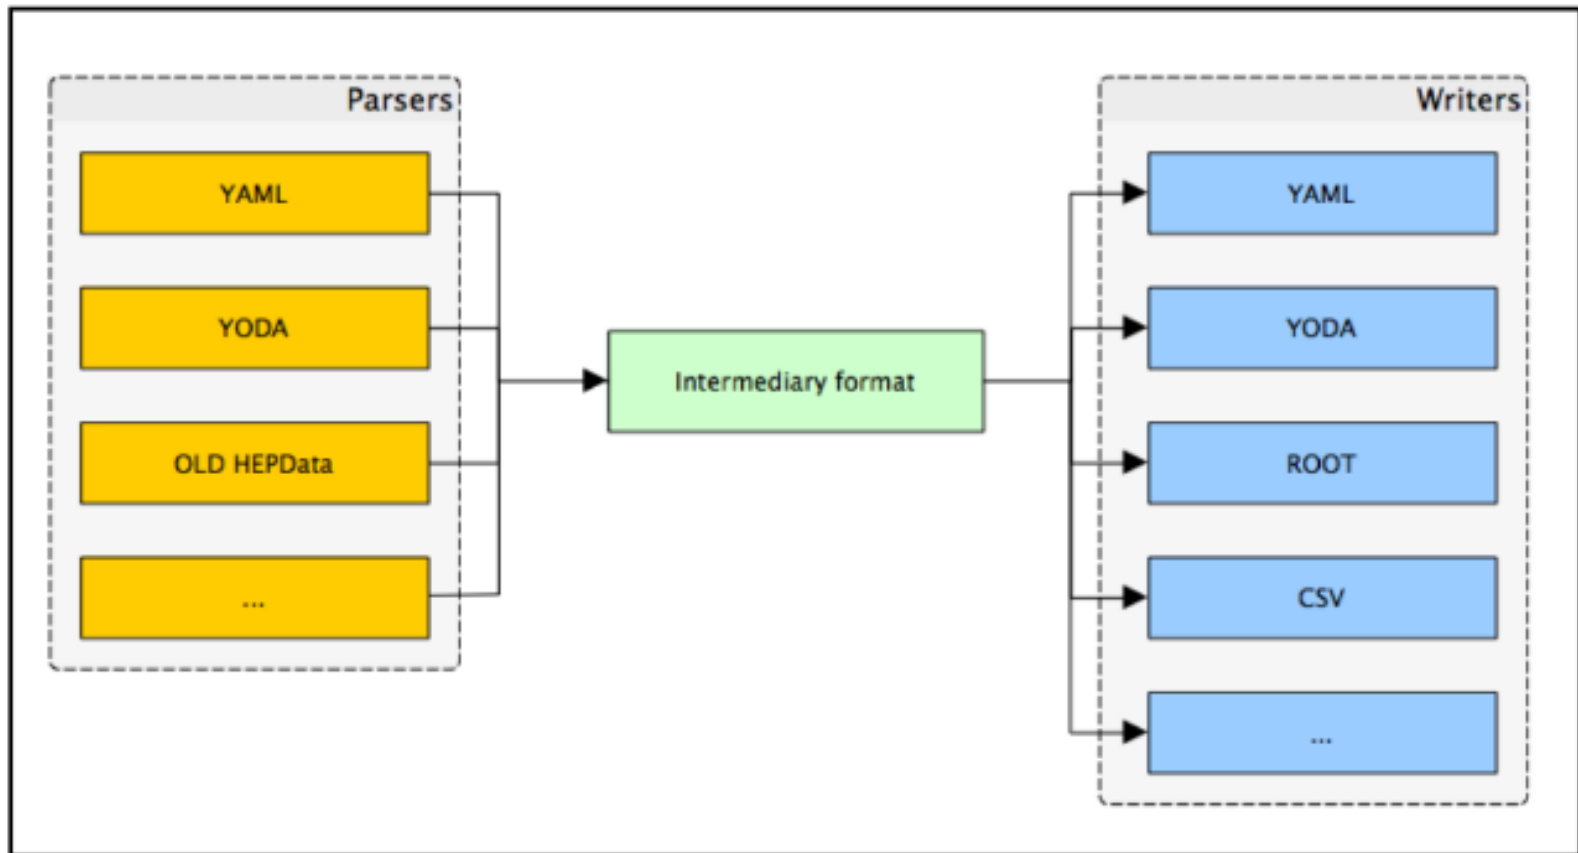 Parsers
YAML
YODA
OLD HEPData
...
Intermediary format
Writers
YAML
YODA
ROOT
CSV
...